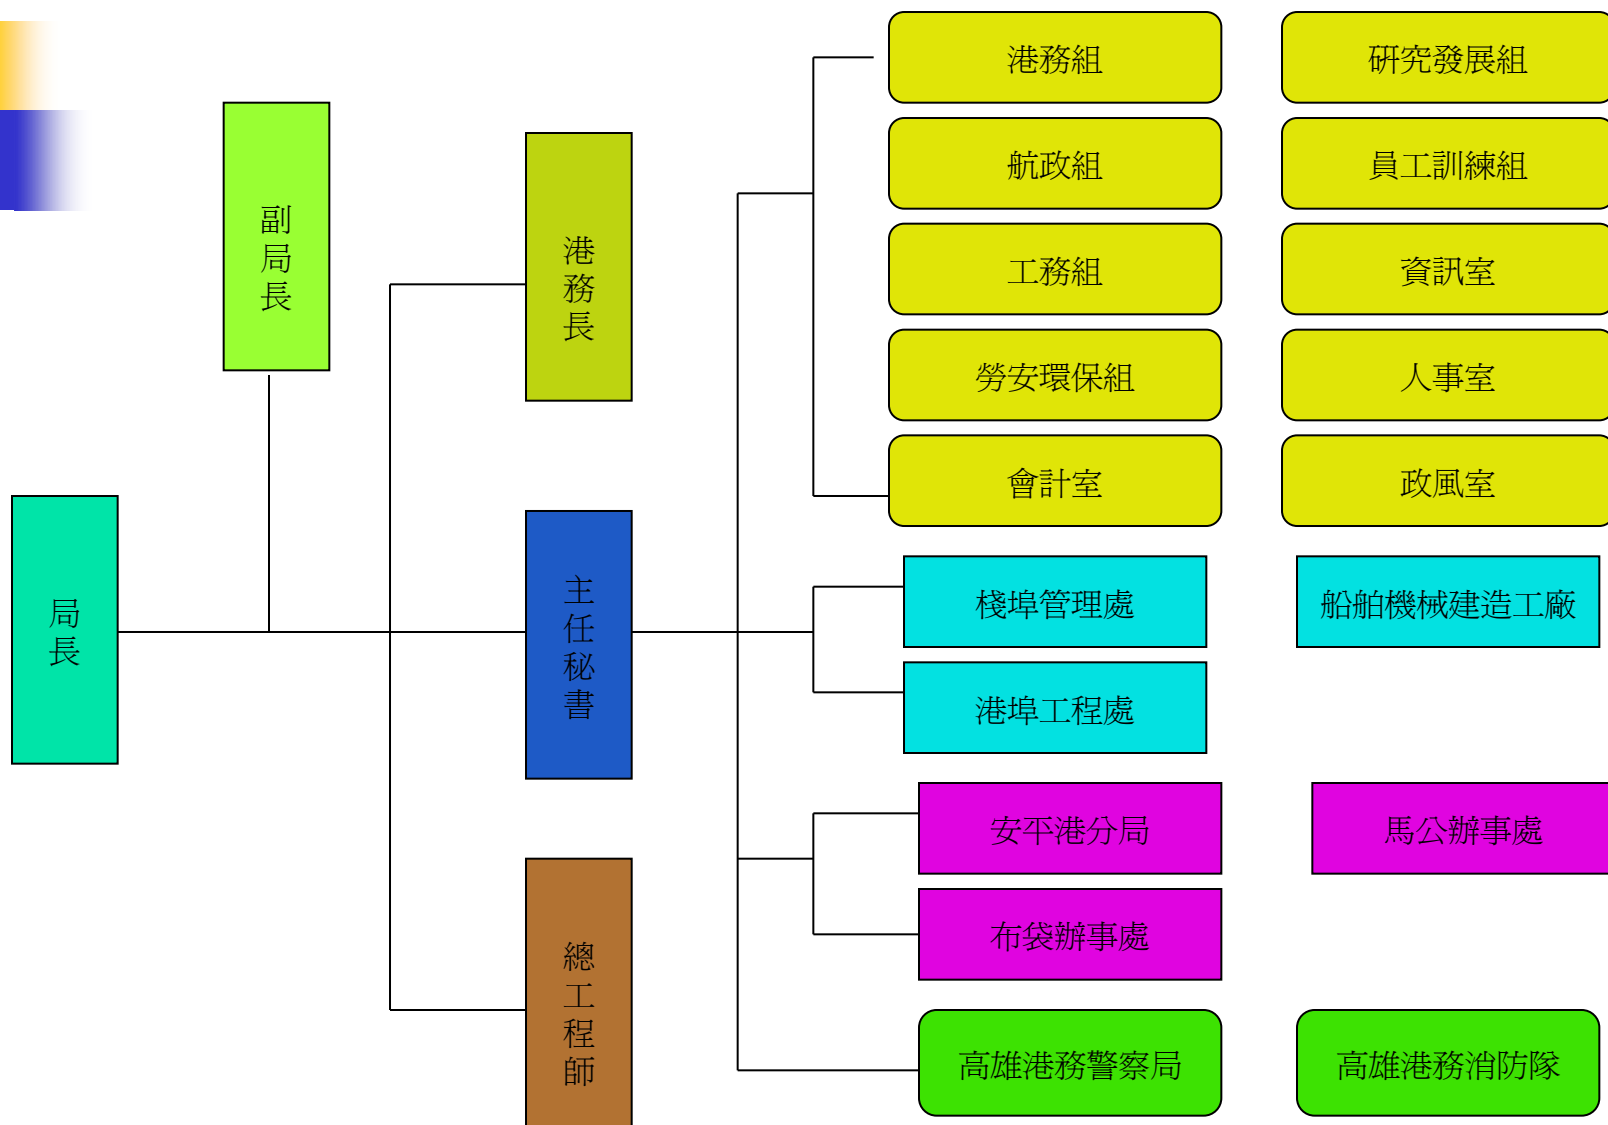 局長
副局長
港務長
主任秘書
總工程師
港務組
研究發展組
航政組
員工訓練組
工務組
資訊室
勞安環保組
人事室
會計室
政風室
棧埠管理處
船舶機械建造工廠
港埠工程處
安平港分局
馬公辦事處
布袋辦事處
高雄港務警察局
高雄港務消防隊